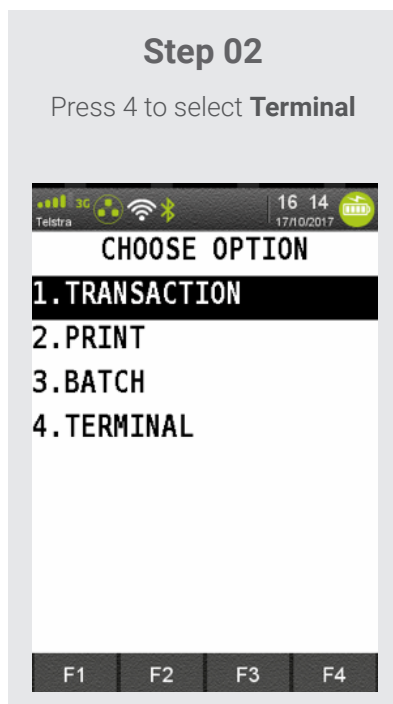 Step 02
Press 4 to select Terminal
3G
16 14
Telstra
17/10/2017
CHOOSE OPTION
1.TRANSACTION
2.PRINT
3.BATCH
4.TERMINAL
F1 F2 F3 F4